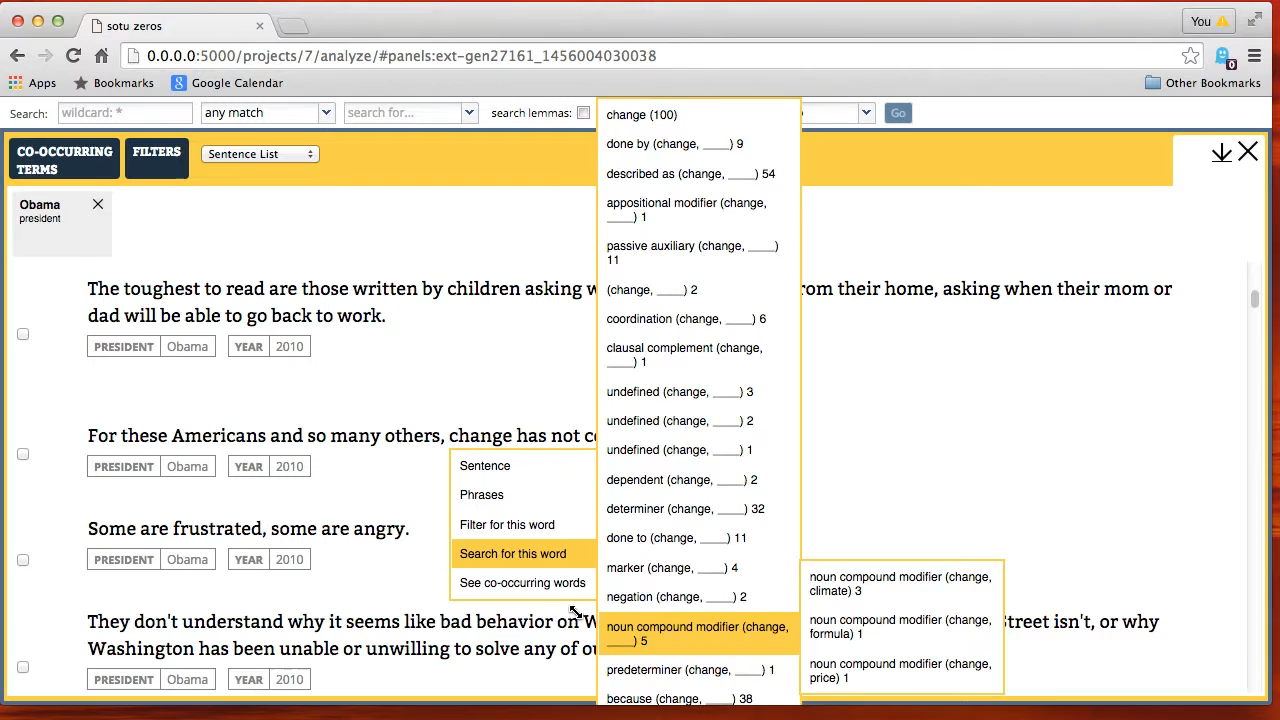 sotu zeros
You
0.0.0.0:5000/projects/7/analyze/#panels:ext-gen27161_1456004030038
0
Apps Bookmarks Google Calendar Other Bookmarks
Search: wildcard: * any match search for... search lemmas: Go
CO-OCCURRING
TERMS
FILTERS
Sentence List
Obama
president
The toughest to read are those written by children asking
from their home, asking when their mom or
dad will be able to go back to work.
PRESIDENT Obama YEAR 2010
For these Americans and so many others, change has not
PRESIDENT Obama YEAR 2010
Some are frustrated, some are angry.
PRESIDENT Obama YEAR 2010
They don't understand why it seems like bad behavior on
Street isn't, or why
Washington has been unable or unwilling to solve any of
PRESIDENT Obama YEAR 2010
Sentence
Phrases
Filter for this word
Search for this word
See co-occurring words
change (100)
done by (change, ____) 9
described as (change, ____) 54
appositional modifier (change,
____) 1
passive auxiliary (change, ____)
11
(change, ____) 2
coordination (change, ____) 6
clausal complement (change,
____) 1
undefined (change, ____) 3
undefined (change, ____) 2
undefined (change, ____) 1
dependent (change, ____) 2
determiner (change, ____) 32
done to (change, ____) 11
marker (change, ____) 4
negation (change, ____) 2
noun compound modifier (change,
____) 5
predeterminer (change, ____) 1
because (change, ____) 38
noun compound modifier (change,
climate) 3
noun compound modifier (change,
formula) 1
noun compound modifier (change,
price) 1